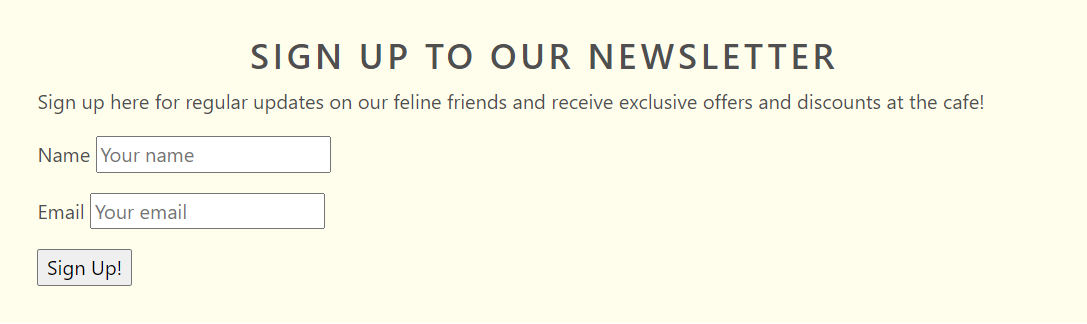 SIGN UP TO OUR NEWSLETTER
Sign up here for regular updates on our feline friends and receive exclusive offers and discounts at the cafe!
Name Your name
Email Your email
Sign Up!